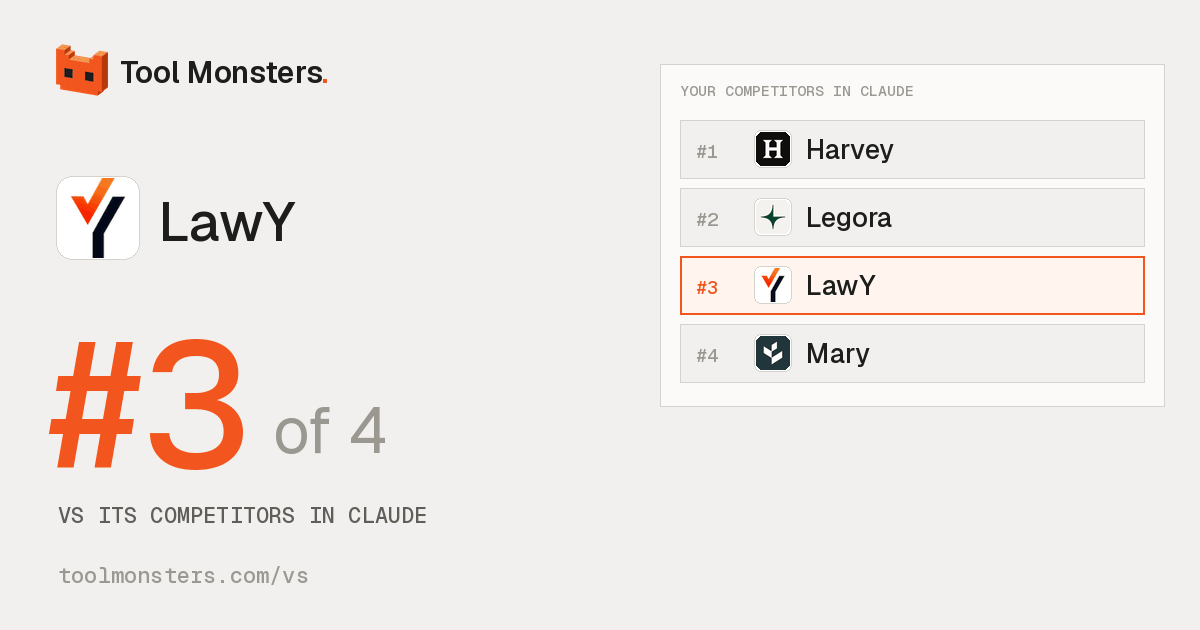 Tool Monsters.
LawY
#3 of 4
VS ITS COMPETITORS IN CLAUDE
toolmonsters.com/vs
YOUR COMPETITORS IN CLAUDE
#1 H Harvey
#2 Legora
#3 LawY
#4 Mary